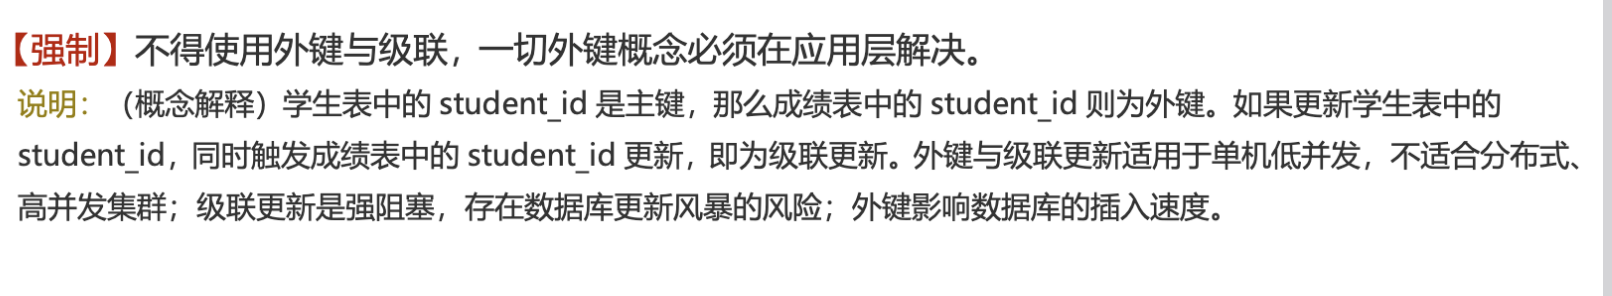 【强制】不得使用外键与级联，一切外键概念必须在应用层解决。
说明：（概念解释）学生表中的 student_id 是主键，那么成绩表中的 student_id 则为外键。如果更新学生表中的
student_id，同时触发成绩表中的 student_id 更新，即为级联更新。外键与级联更新适用于单机低并发，不适合分布式、
高并发集群；级联更新是强阻塞，存在数据库更新风暴的风险；外键影响数据库的插入速度。